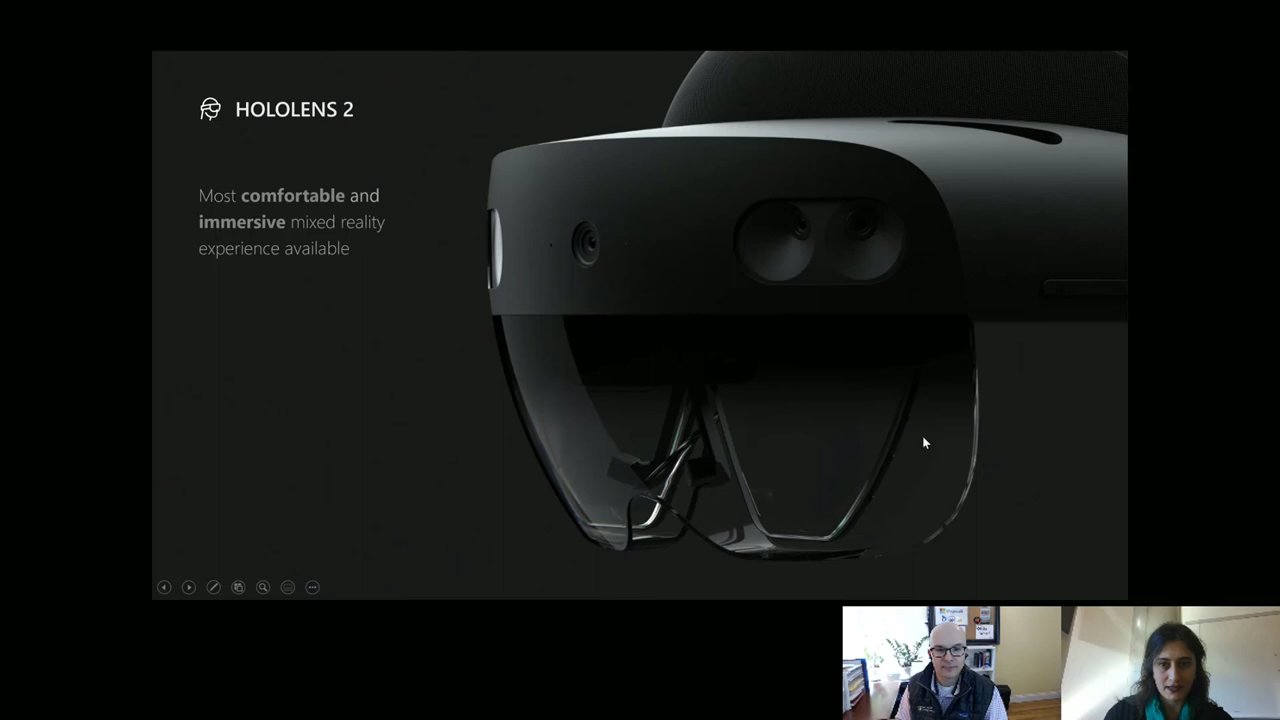 HOLOLENS 2
Most comfortable and
immersive mixed reality
experience available